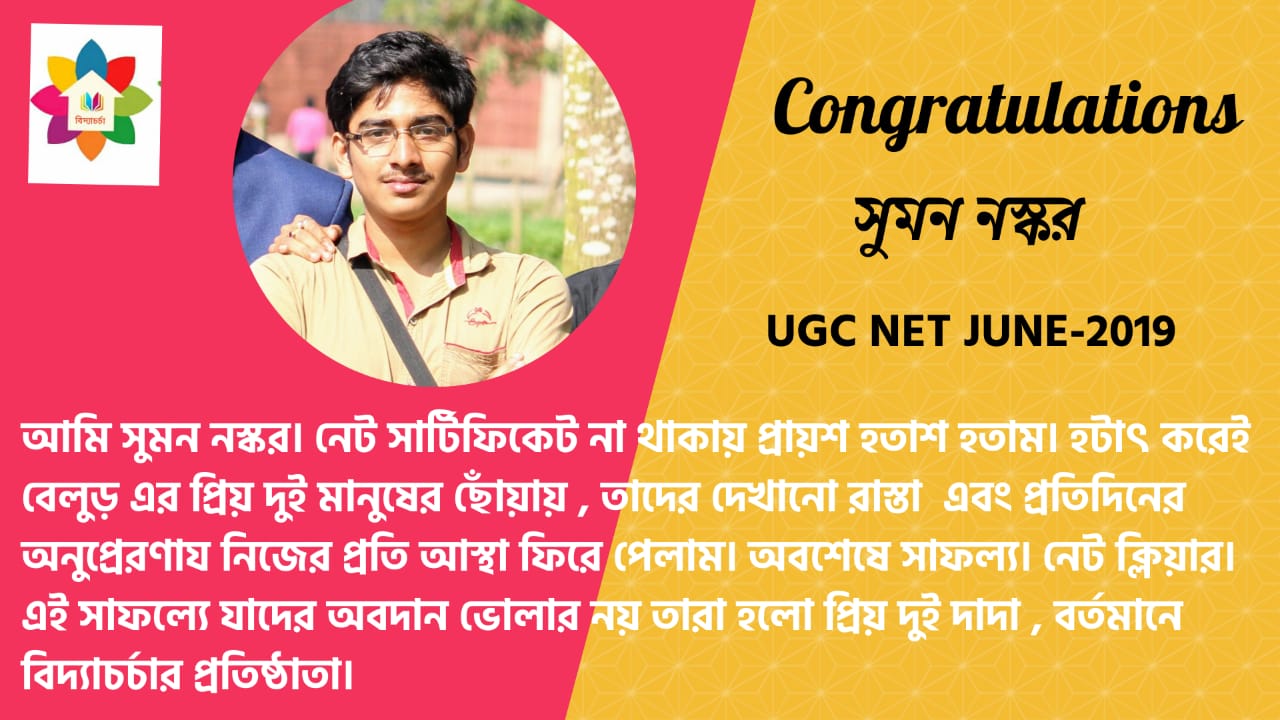 বিদ্যাচর্চা
Congratulations
সুমন নস্কর
UGC NET JUNE-2019
আমি সুমন নস্কর। নেট সার্টিফিকেট না থাকায় প্রায়শ হতাশ হতাম। হটাৎ করেই
বেলুড় এর প্রিয় দুই মানুষের ছোঁয়ায় , তাদের দেখানো রাস্তা এবং প্রতিদিনের
অনুপ্রেরণায নিজের প্রতি আস্থা ফিরে পেলাম। অবশেষে সাফল্য। নেট ক্লিয়ার।
এই সাফল্যে যাদের অবদান ভোলার নয় তারা হলো প্রিয় দুই দাদা , বর্তমানে
বিদ্যাচর্চার প্রতিষ্ঠাতা।